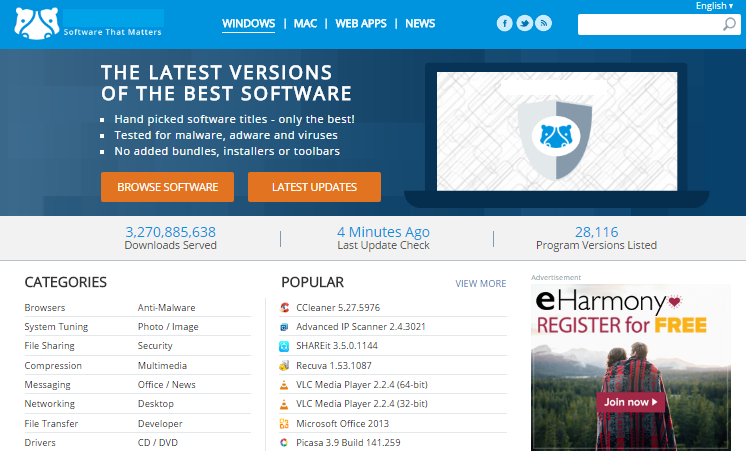 English ▾
Software That Matters
WINDOWS | MAC | WEB APPS | NEWS
THE LATEST VERSIONS
OF THE BEST SOFTWARE
Hand picked software titles - only the best!
Tested for malware, adware and viruses
No added bundles, installers or toolbars
BROWSE SOFTWARE
LATEST UPDATES
3,270,885,638
Downloads Served
4 Minutes Ago
Last Update Check
28,116
Program Versions Listed
CATEGORIES
Browsers
Anti-Malware
System Tuning
Photo / Image
File Sharing
Security
Compression
Multimedia
Messaging
Office / News
Networking
Desktop
File Transfer
Developer
Drivers
CD / DVD
POPULAR
VIEW MORE
CCleaner 5.27.5976
Advanced IP Scanner 2.4.3021
SHAREit 3.5.0.1144
Recuva 1.53.1087
VLC Media Player 2.2.4 (64-bit)
VLC Media Player 2.2.4 (32-bit)
Microsoft Office 2013
Picasa 3.9 Build 141.259
Advertisement
eHarmony
REGISTER for FREE
Join now